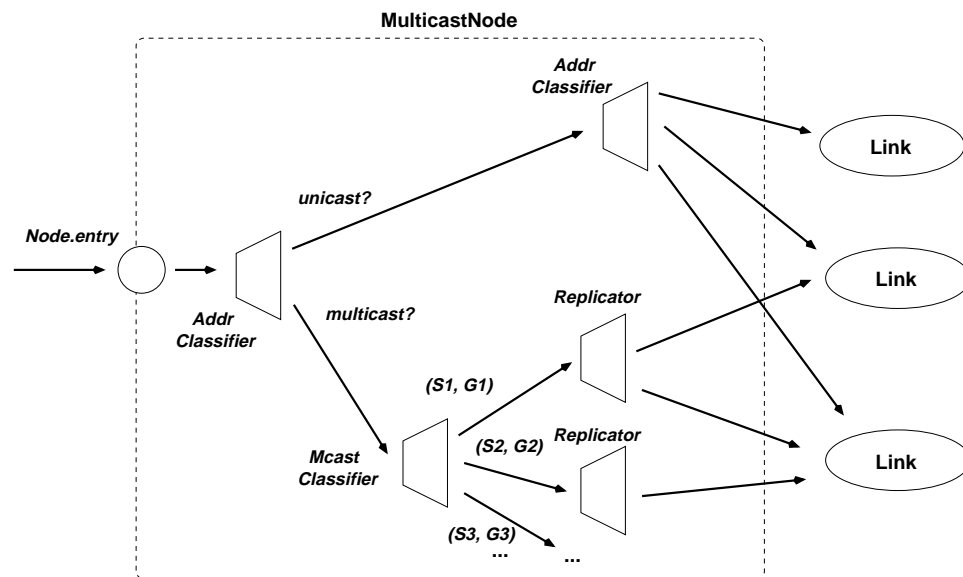 MulticastNode
Addr
Classifier
Link
unicast?
Node.entry
Link
Addr
Classifier
multicast?
Replicator
(S1, G1)
Mcast
Classifier
(S2, G2)
Replicator
Link
(S3, G3)
...
...